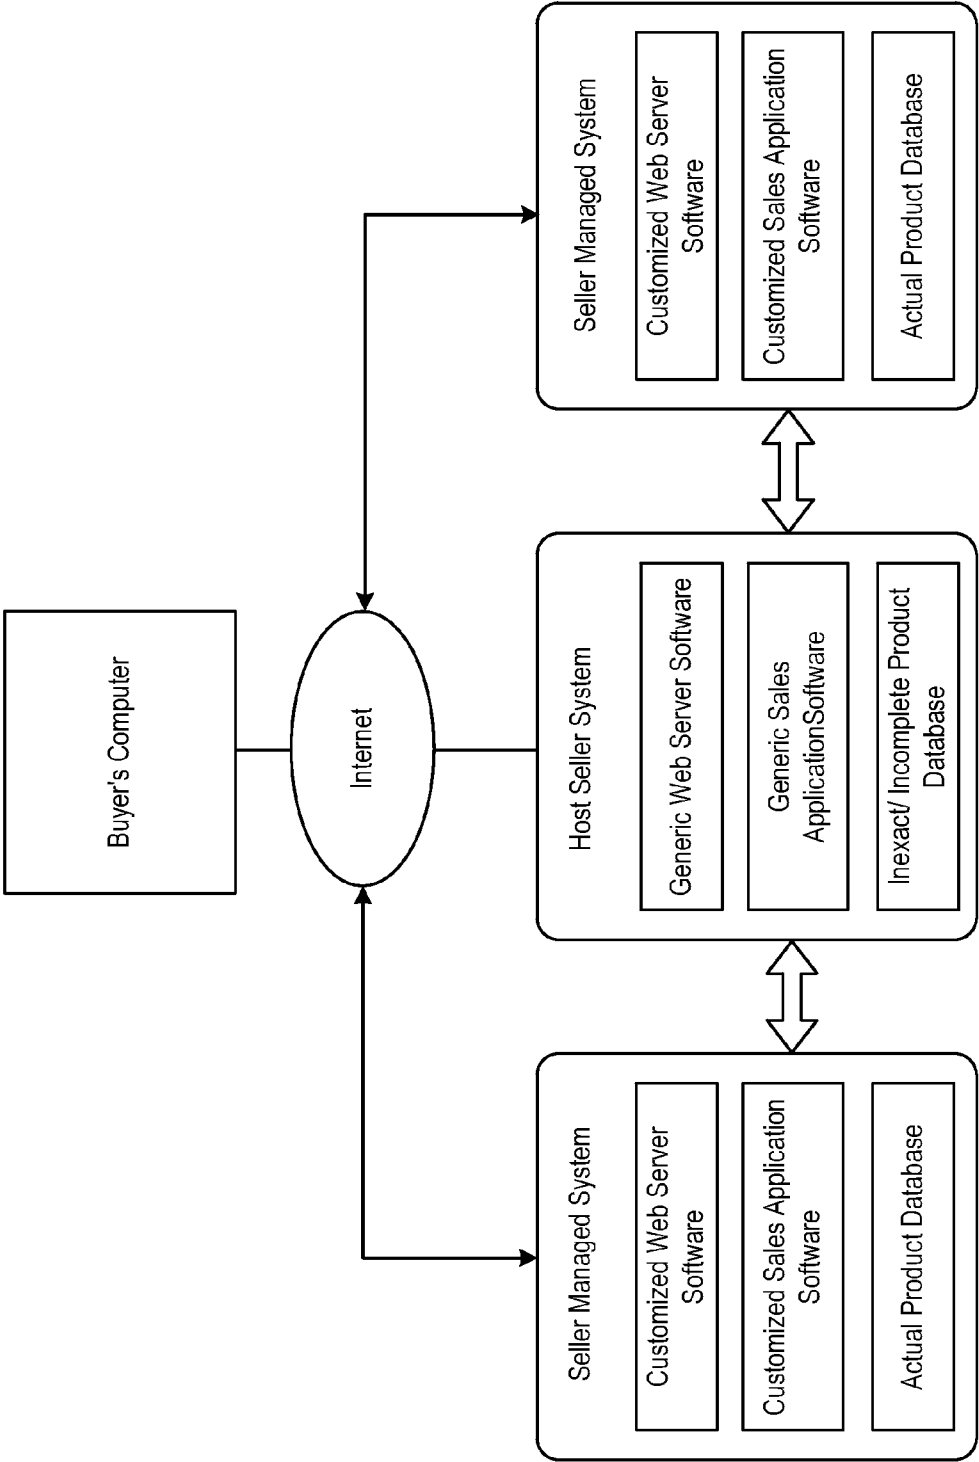 Buyer's Computer
Internet
Seller Managed System
Customized Web Server
Software
Customized Sales Application
Software
Actual Product Database
Host Seller System
Generic Web Server Software
Generic Sales
ApplicationSoftware
Inexact/ Incomplete Product
Database
Seller Managed System
Customized Web Server
Software
Customized Sales Application
Software
Actual Product Database